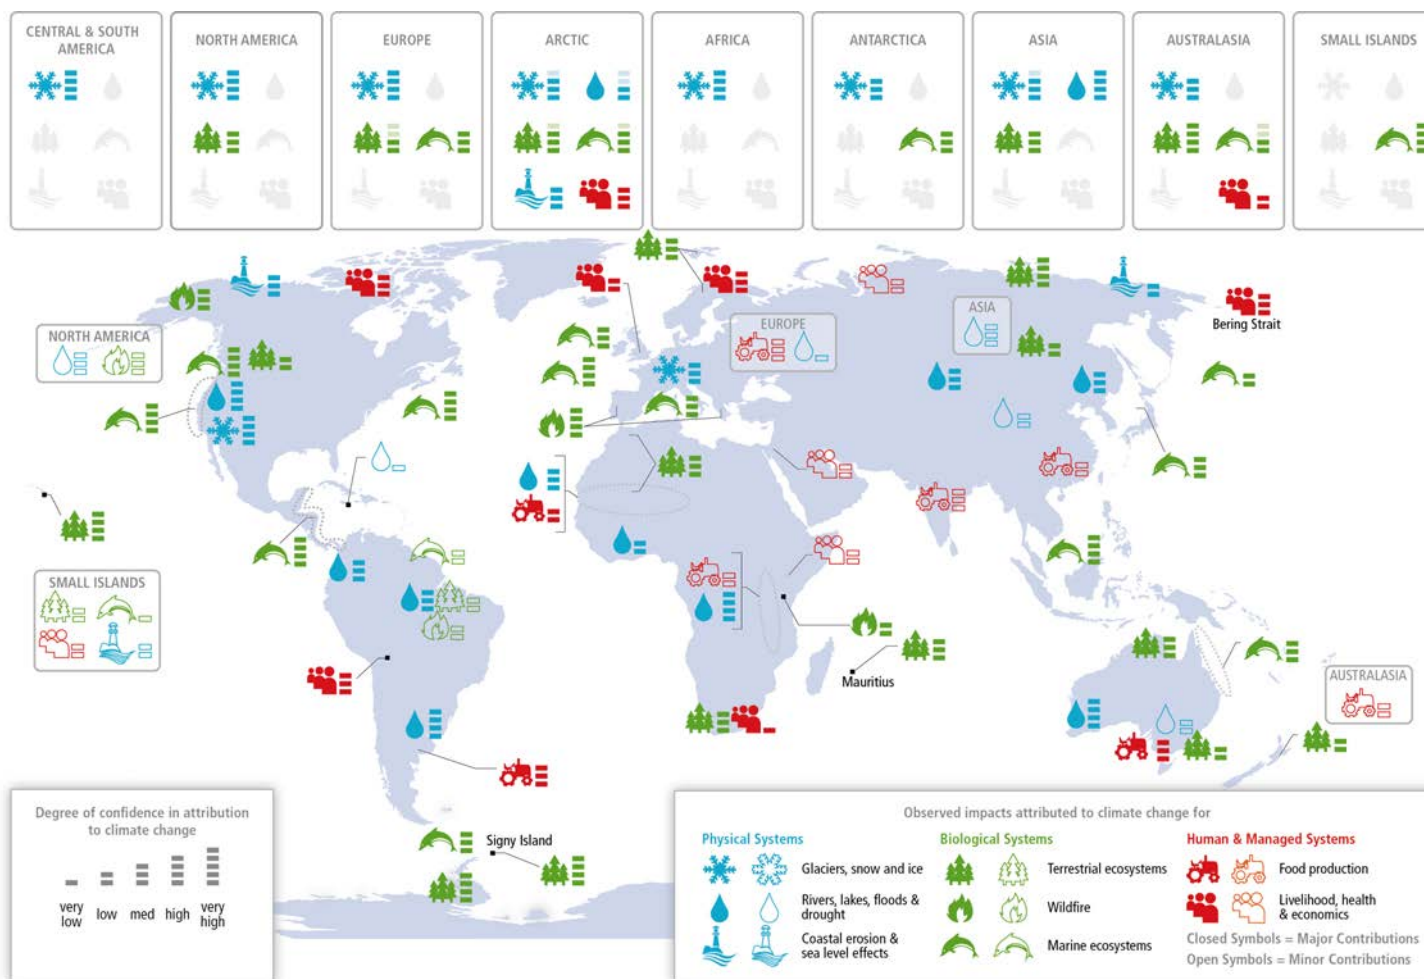 CENTRAL & SOUTH
AMERICA
NORTH AMERICA
EUROPE
ARCTIC
AFRICA
ANTARCTICA
ASIA
AUSTRALASIA
SMALL ISLANDS
NORTH AMERICA
EUROPE
ASIA
Bering Strait
SMALL ISLANDS
Mauritius
AUSTRALASIA
Signy Island
Degree of confidence in attribution
to climate change
very
low
low
med
high
very
high
Observed impacts attributed to climate change for
Physical Systems
Glaciers, snow and ice
Rivers, lakes, floods &
drought
Coastal erosion &
sea level effects
Biological Systems
Terrestrial ecosystems
Wildfire
Marine ecosystems
Human & Managed Systems
Food production
Livelihood, health
& economics
Closed Symbols = Major Contributions
Open Symbols = Minor Contributions